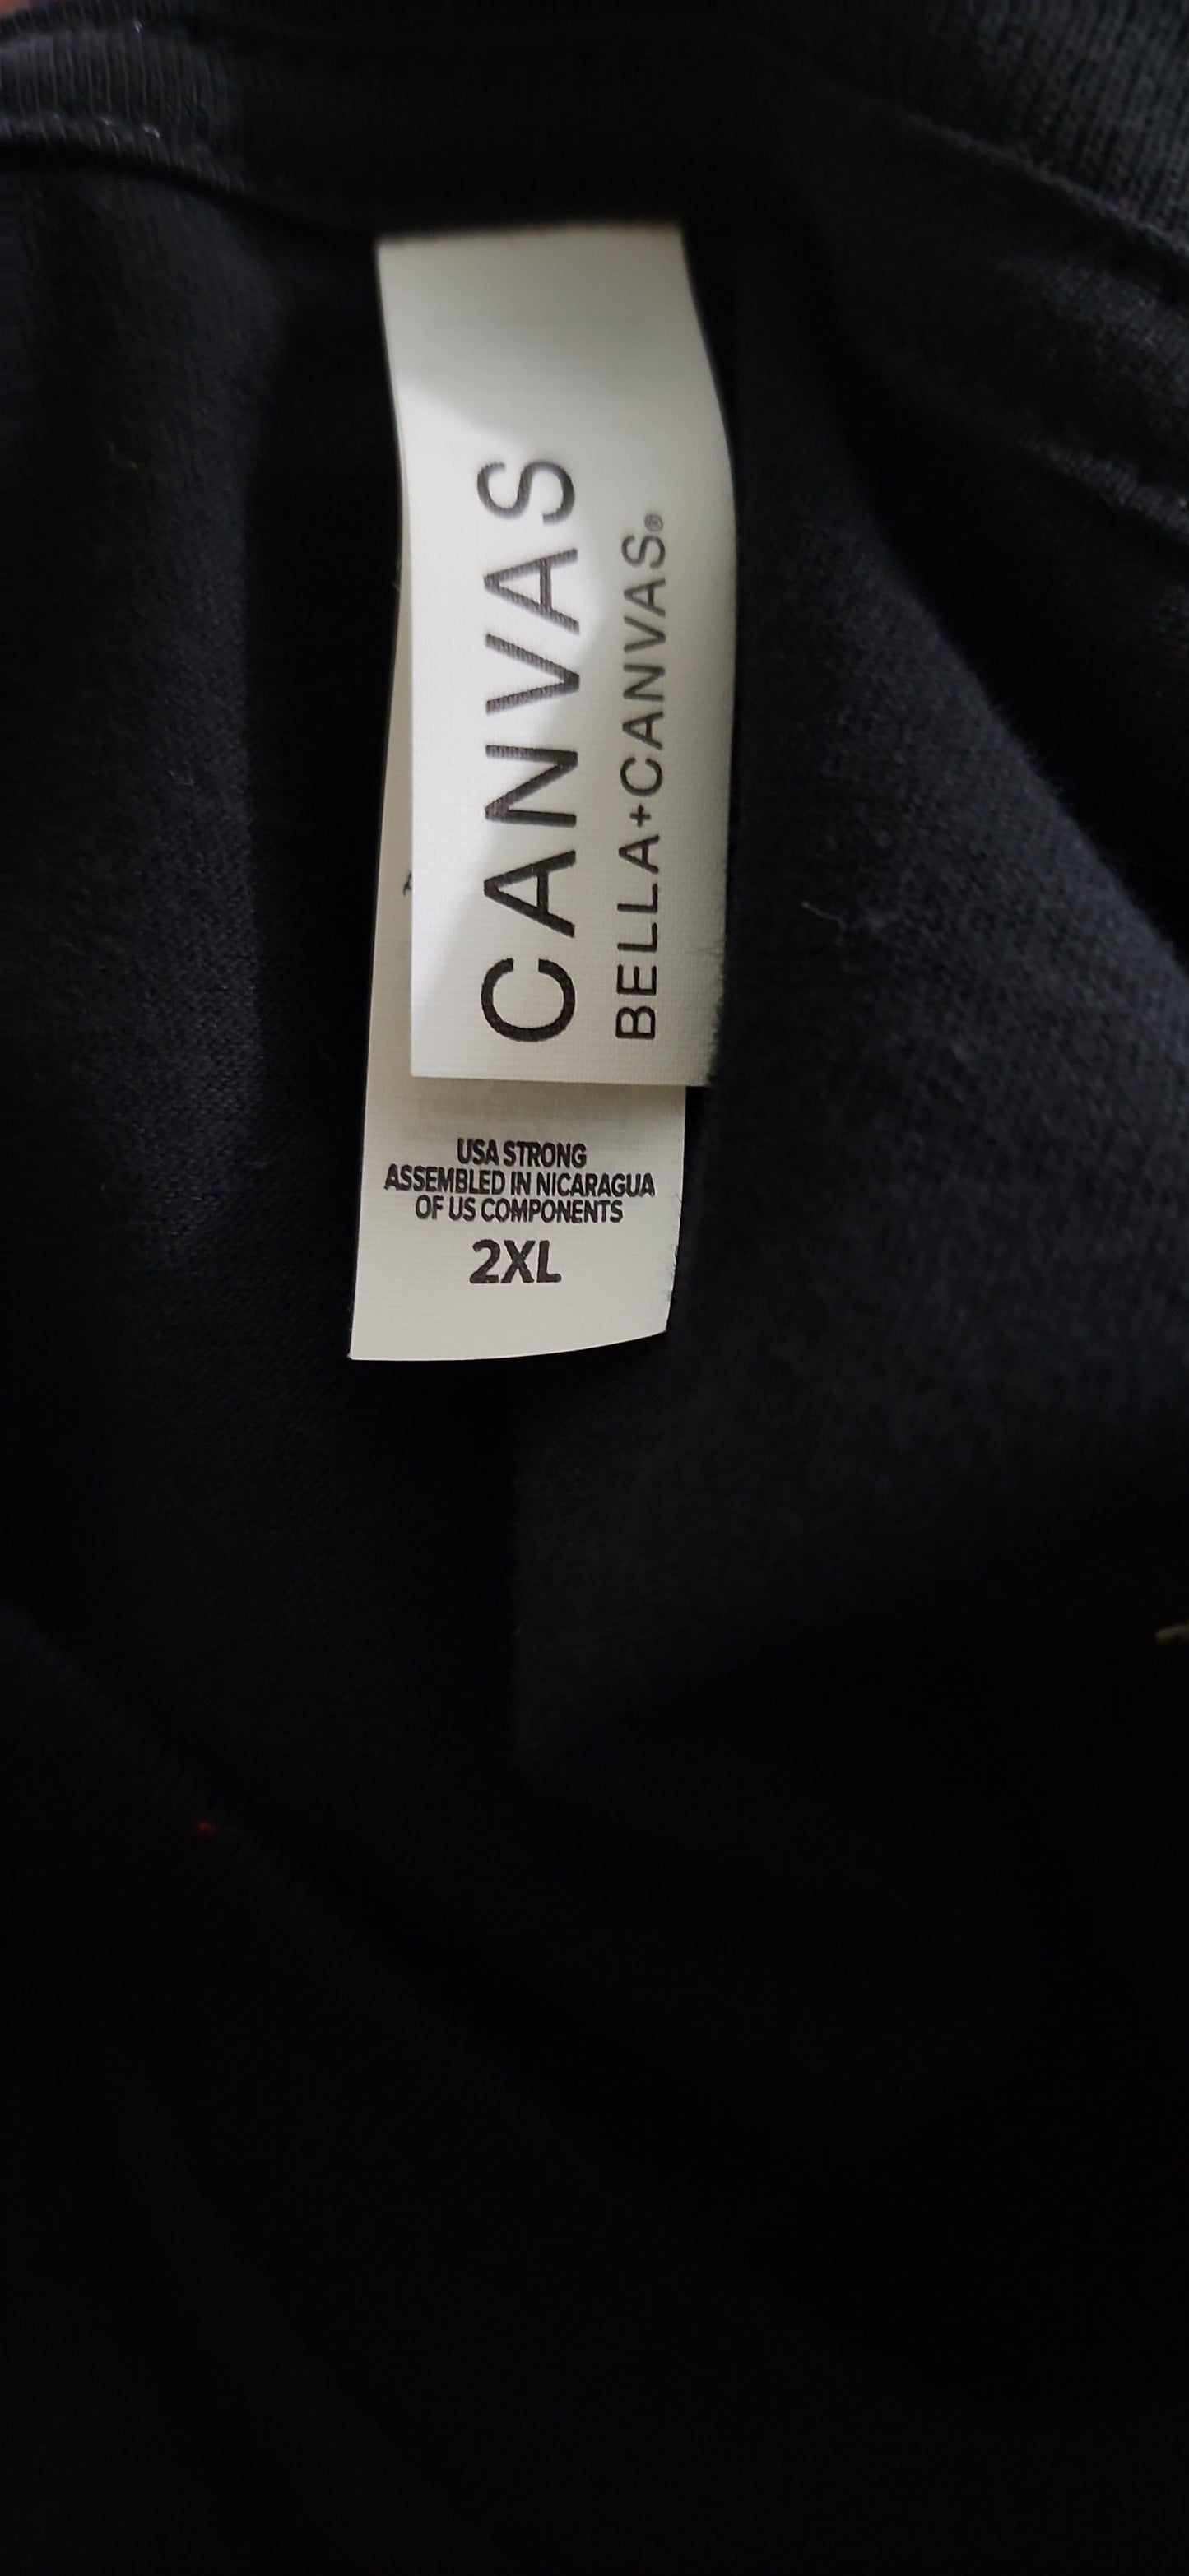 CANVAS
BELLA+CANVAS®
USA STRONG
ASSEMBLED IN NICARAGUA
OF US COMPONENTS
2XL